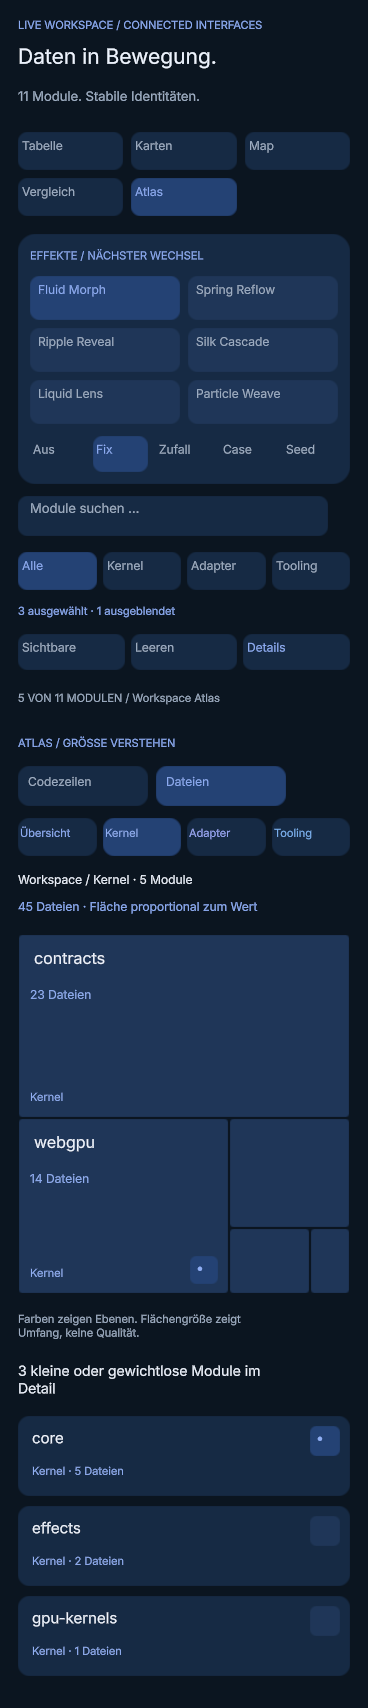 LIVE WORKSPACE / CONNECTED INTERFACES
Daten in Bewegung.
11 Module. Stabile Identitäten.
Tabelle
Karten
Map
Vergleich
Atlas
EFFEKTE / NÄCHSTER WECHSEL
Fluid Morph
Spring Reflow
Ripple Reveal
Silk Cascade
Liquid Lens
Particle Weave
Aus
Fix
Zufall
Case
Seed
Module suchen ...
Alle
Kernel
Adapter
Tooling
3 ausgewählt · 1 ausgeblendet
Sichtbare
Leeren
Details
5 VON 11 MODULEN / Workspace Atlas
ATLAS / GRÖSSE VERSTEHEN
Codezeilen
Dateien
Übersicht
Kernel
Adapter
Tooling
Workspace / Kernel · 5 Module
45 Dateien · Fläche proportional zum Wert
contracts
23 Dateien
Kernel
webgpu
14 Dateien
Kernel
Farben zeigen Ebenen. Flächengröße zeigt
Umfang, keine Qualität.
3 kleine oder gewichtlose Module im
Detail
core
Kernel · 5 Dateien
effects
Kernel · 2 Dateien
gpu-kernels
Kernel · 1 Dateien